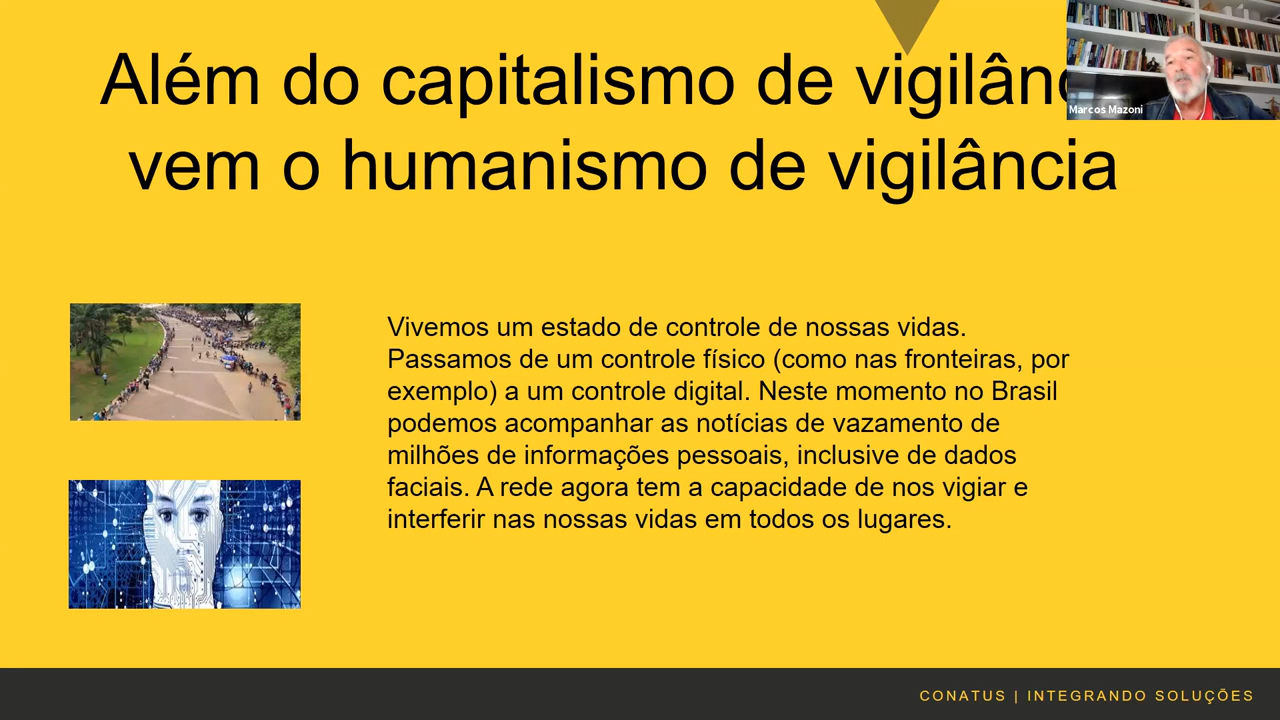 Além do capitalismo de
vem o humanismo de vigilância
Marcos Mazoni
Vivemos um estado de controle de nossas vidas.
Passamos de um controle físico (como nas fronteiras, por
exemplo) a um controle digital. Neste momento no Brasil
podemos acompanhar as notícias de vazamento de
milhões de informações pessoais, inclusive de dados
faciais. A rede agora tem a capacidade de nos vigiar e
interferir nas nossas vidas em todos os lugares.
CONATUS | INTEGRANDO SOLUÇÕES